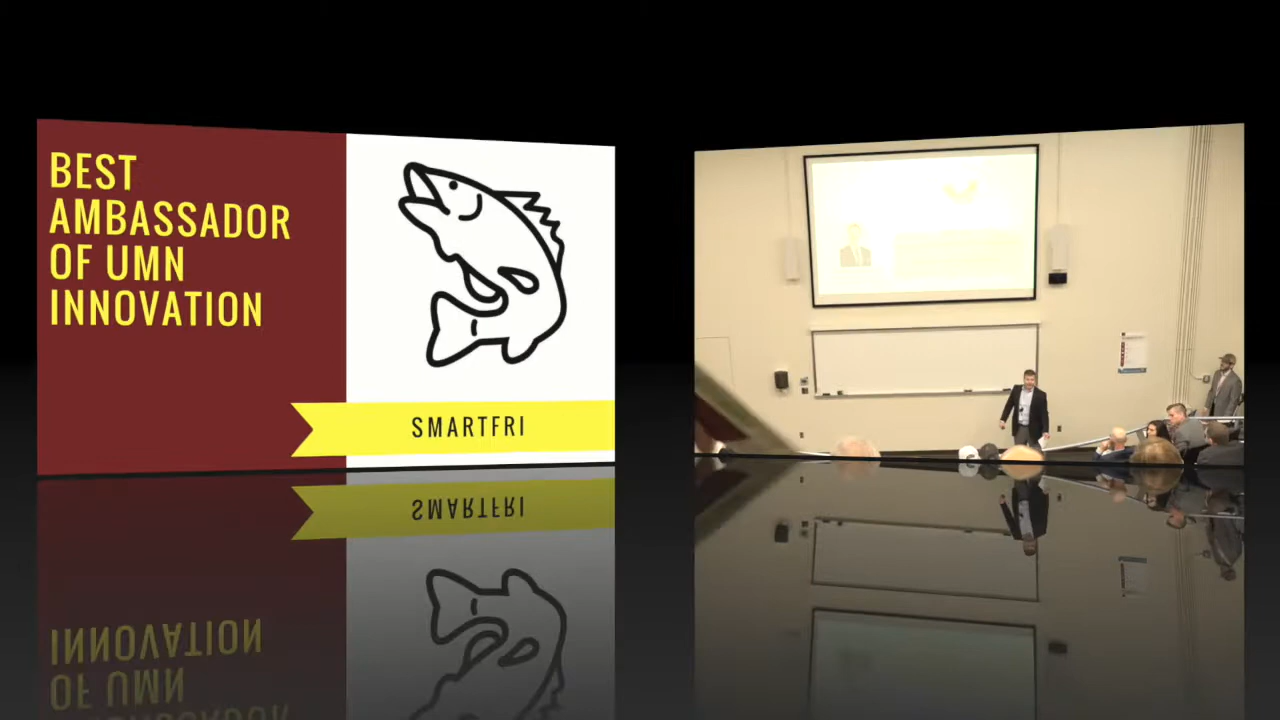 BEST
AMBASSADOR
OF UMN
INNOVATION
SMARTFRI